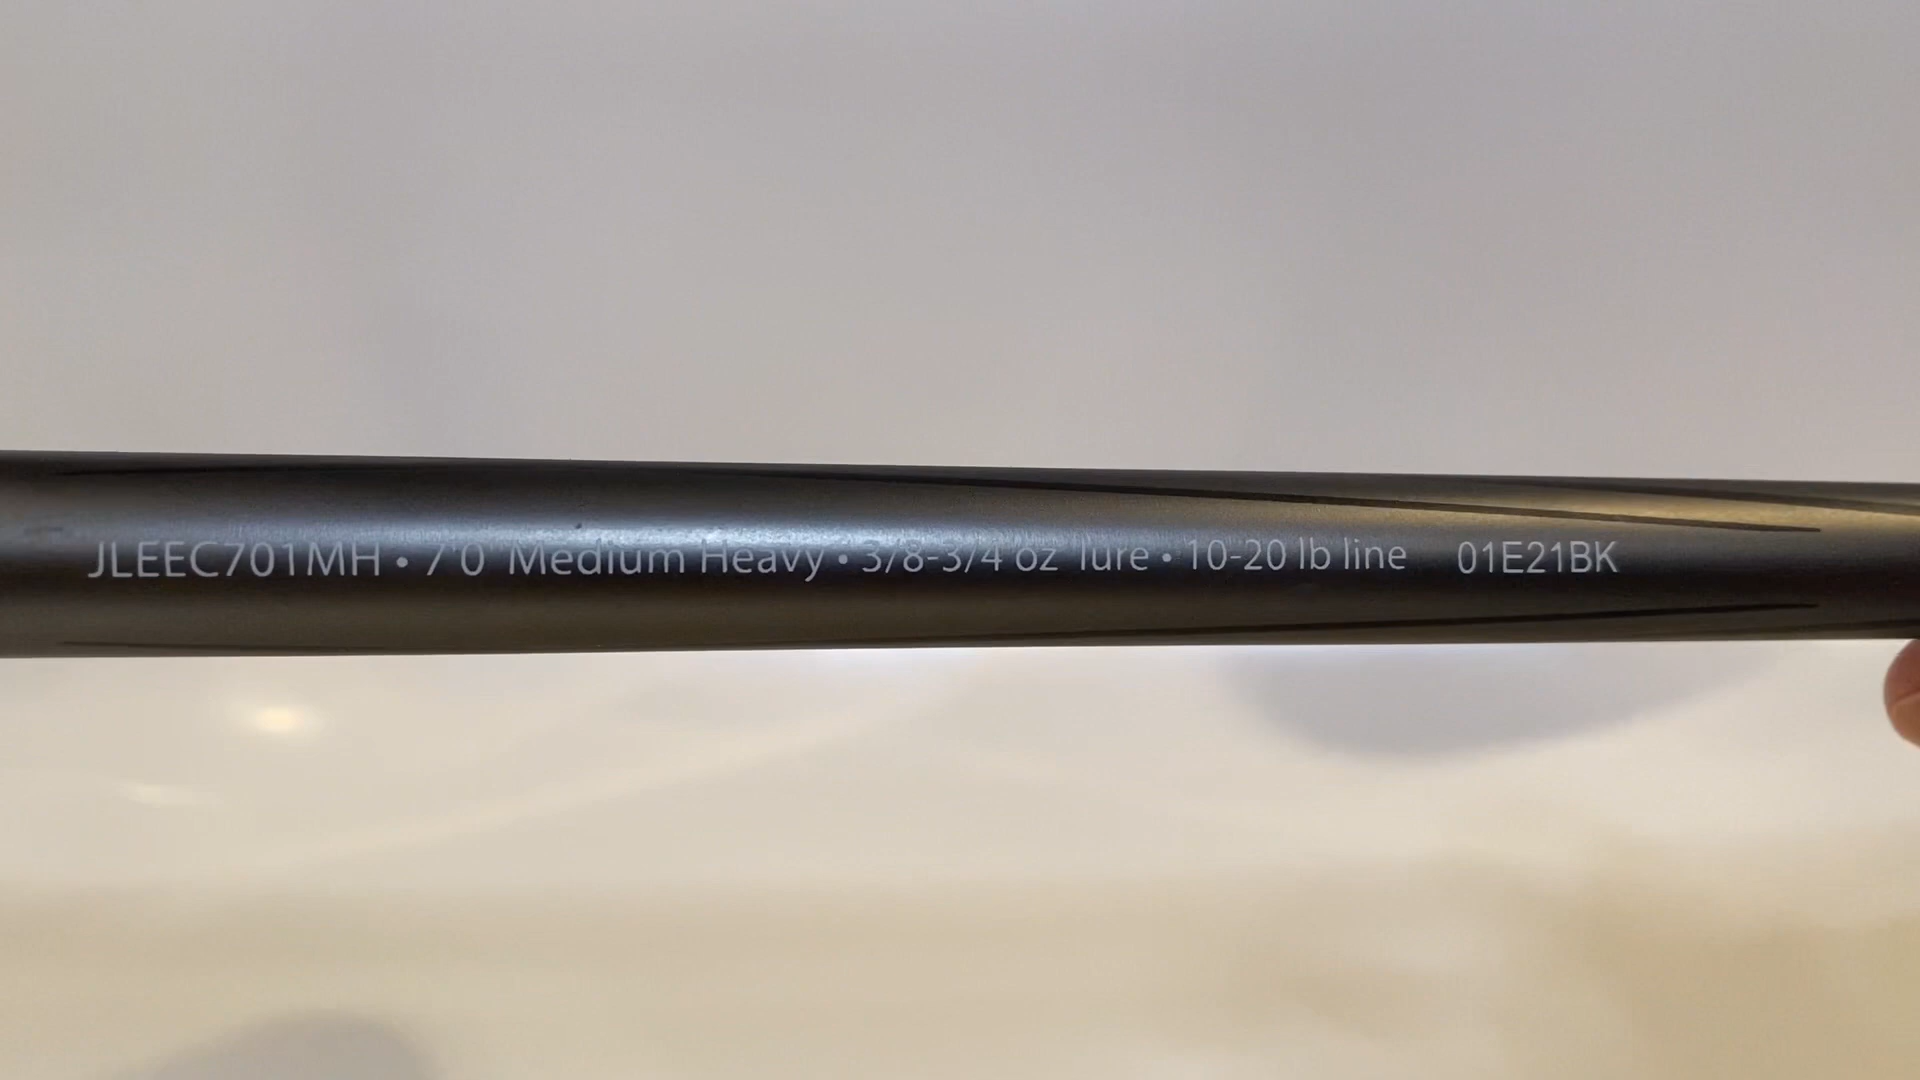 JLEEC701MH • 7'0" Medium Heavy • 3/8-3/4 oz lure • 10-20 lb line 01E21BK